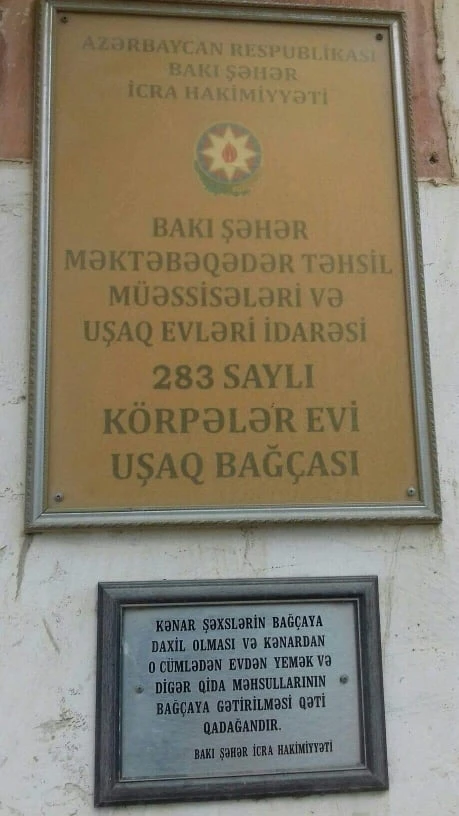 AZƏRBAYCAN RESPUBLİKASI
BAKI ŞƏHƏR
İCRA HAKİMİYYƏTİ
BAKI ŞƏHƏR
MƏKTƏBƏQƏDƏR TƏHSİL
MÜƏSSİSƏLƏRİ VƏ
UŞAQ EVLƏRİ İDARƏSİ
283 SAYLI
KÖRPƏLƏR EVİ
UŞAQ BAĞÇASI
KƏNAR ŞƏXSLƏRİN BAĞÇAYA
DAXİL OLMASI VƏ KƏNARDAN
O CÜMLƏDƏN EVDƏN YEMƏK VƏ
DİGƏR QİDA MƏHSULLARININ
BAĞÇAYA GƏTİRİLMƏSİ QƏTİ
QADAĞANDIR.
BAKI ŞƏHƏR İCRA HAKİMİYYƏTİ